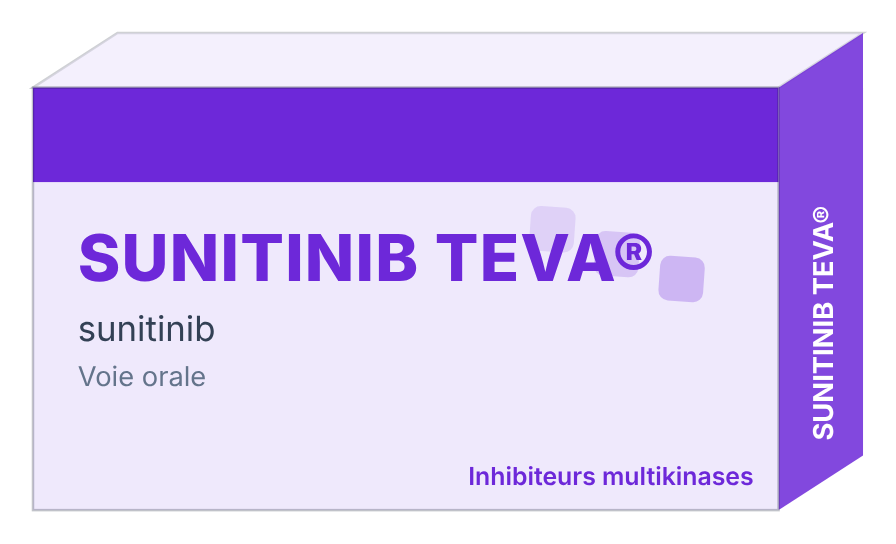 SUNITINIB TEVA®
sunitinib
Voie orale
Inhibiteurs multikinases
SUNITINIB TEVA®